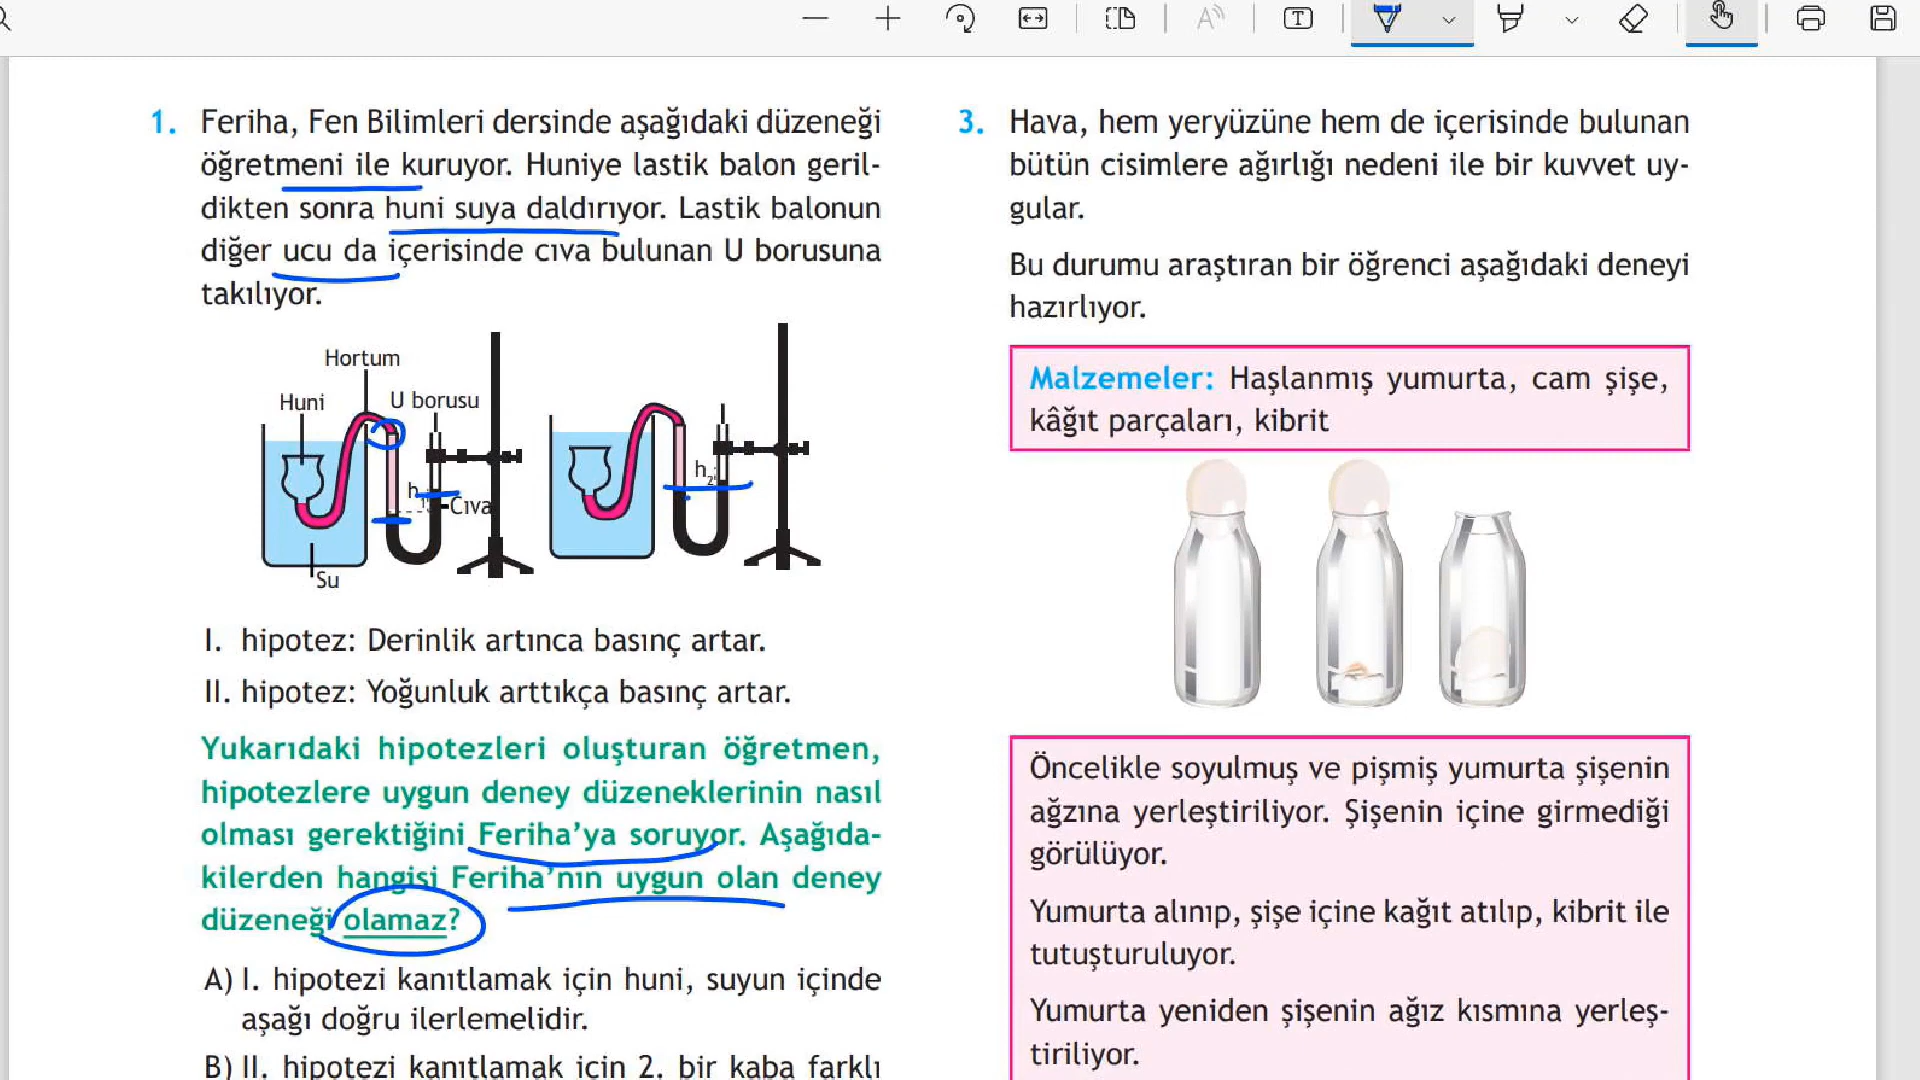 1. Feriha, Fen Bilimleri dersinde aşağıdaki düzeneği
öğretmeni ile kuruyor. Huniye lastik balon geril-
dikten sonra huni suya daldırıyor. Lastik balonun
diğer ucu da içerisinde cıva bulunan U borusuna
takılıyor.
Hortum
Huni
U borusu
h1
Cıva
Su
h2
I. hipotez: Derinlik artınca basınç artar.
II. hipotez: Yoğunluk arttıkça basınç artar.
Yukarıdaki hipotezleri oluşturan öğretmen,
hipotezlere uygun deney düzeneklerinin nasıl
olması gerektiğini Feriha’ya soruyor. Aşağıda-
kilerden hangisi Feriha’nın uygun olan deney
düzeneği olamaz?
A) I. hipotezi kanıtlamak için huni, suyun içinde
aşağı doğru ilerlemelidir.
B) II. hipotezi kanıtlamak için 2. bir kaba farklı
3. Hava, hem yeryüzüne hem de içerisinde bulunan
bütün cisimlere ağırlığı nedeni ile bir kuvvet uy-
gular.
Bu durumu araştıran bir öğrenci aşağıdaki deneyi
hazırlıyor.
Malzemeler: Haşlanmış yumurta, cam şişe,
kâğıt parçaları, kibrit
Öncelikle soyulmuş ve pişmiş yumurta şişenin
ağzına yerleştiriliyor. Şişenin içine girmediği
görülüyor.
Yumurta alınıp, şişe içine kağıt atılıp, kibrit ile
tutuşturuluyor.
Yumurta yeniden şişenin ağız kısmına yerleş-
tiriliyor.